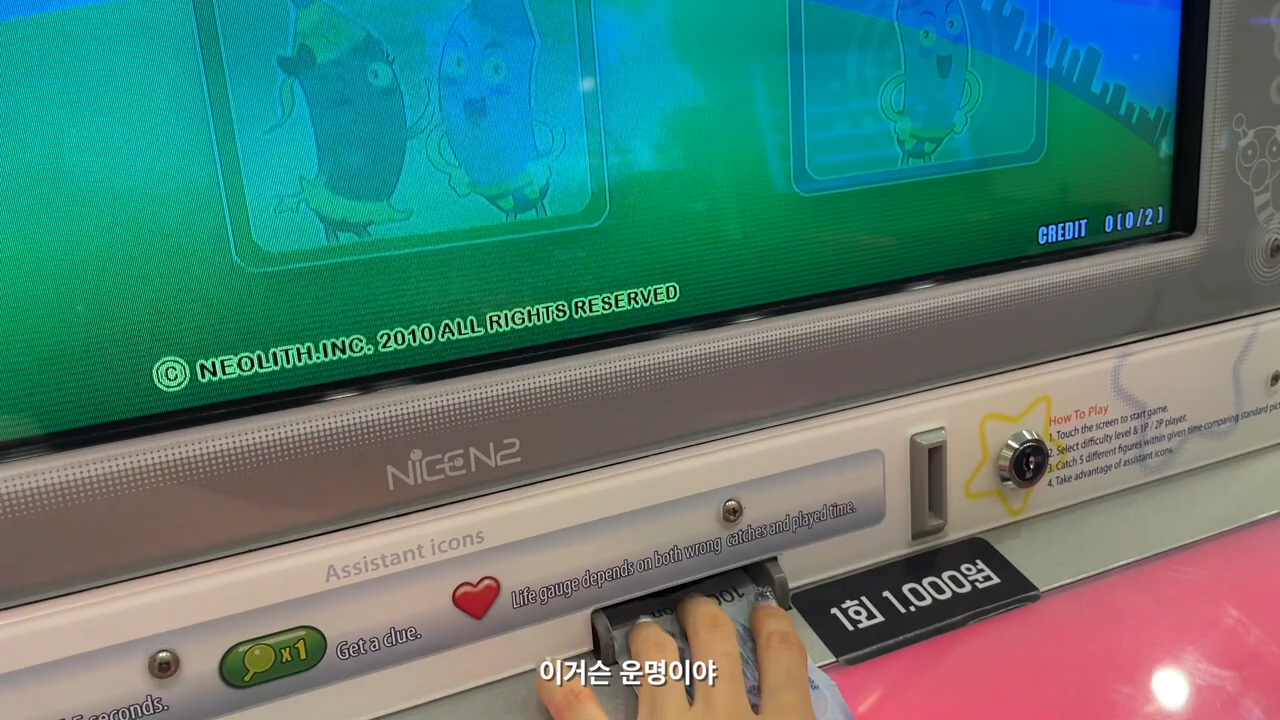 CREDIT 0(0/2)
© NEOLITH.INC. 2010 ALL RIGHTS RESERVED
NICE N2
How To Play
1. Touch the screen to start game.
2. Select difficulty level & 1P / 2P player.
3. Catch 5 different figures within given time comparing standard
4. Take advantage of assistant icons.
Assistant icons
Life gauge depends on both wrong catches and played time.
x1
Get a clue.
seconds.
1회 1.000원
이거슨 운명이야